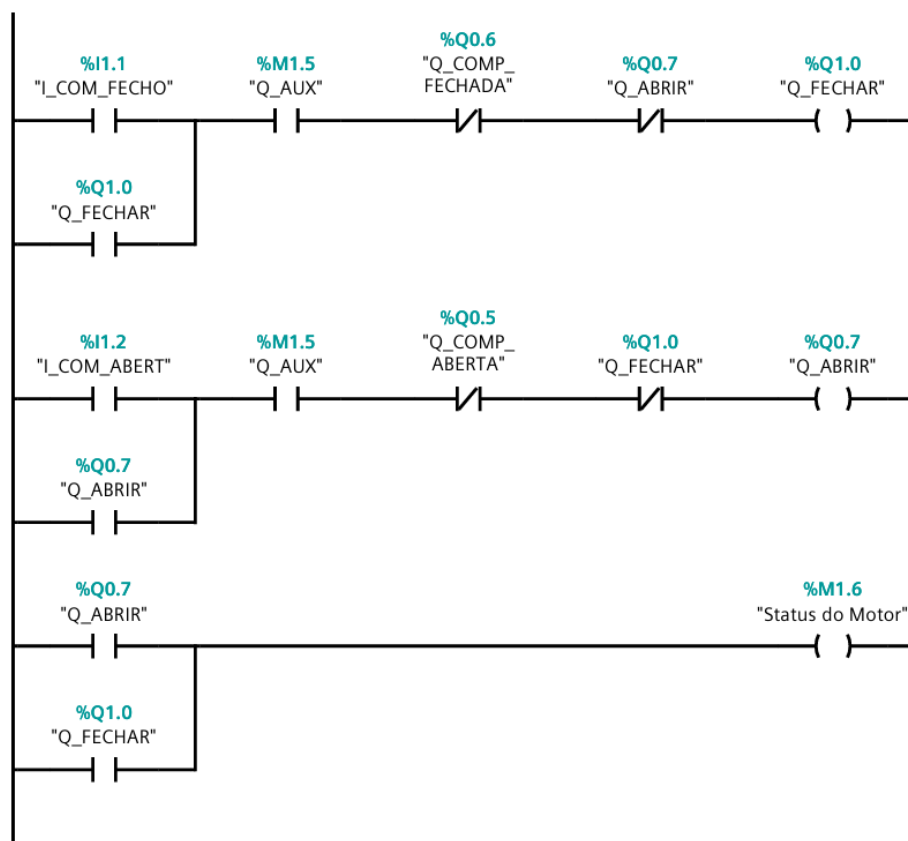 %I1.1
"I_COM_FECHO"
%M1.5
"Q_AUX"
%Q0.6
"Q_COMP_
FECHADA"
%Q0.7
"Q_ABRIR"
%Q1.0
"Q_FECHAR"
%Q1.0
"Q_FECHAR"
%I1.2
"I_COM_ABERT"
%M1.5
"Q_AUX"
%Q0.5
"Q_COMP_
ABERTA"
%Q1.0
"Q_FECHAR"
%Q0.7
"Q_ABRIR"
%Q0.7
"Q_ABRIR"
%Q0.7
"Q_ABRIR"
%M1.6
"Status do Motor"
%Q1.0
"Q_FECHAR"